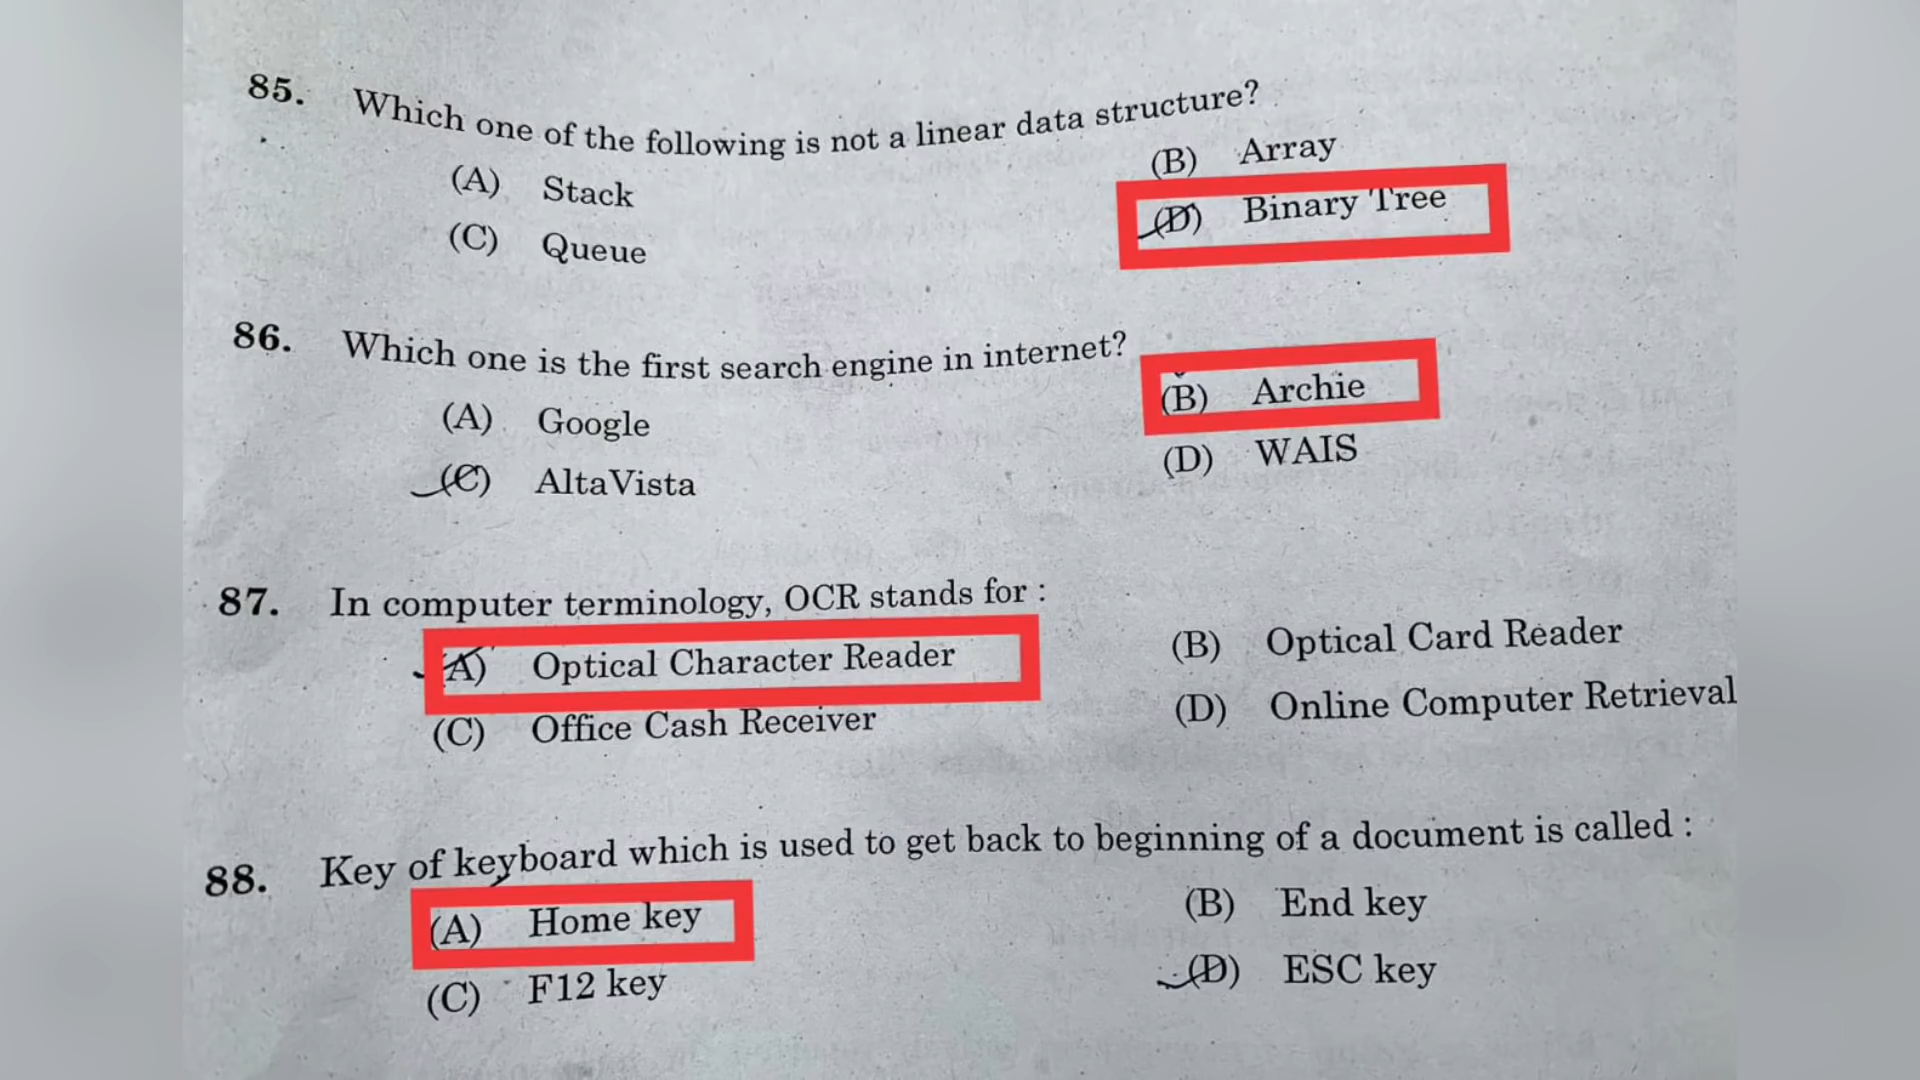 85. Which one of the following is not a linear data structure?
(A) Stack (B) Array
(C) Queue (D) Binary Tree
86. Which one is the first search engine in internet?
(A) Google (B) Archie
(C) AltaVista (D) WAIS
87. In computer terminology, OCR stands for :
(A) Optical Character Reader (B) Optical Card Reader
(C) Office Cash Receiver (D) Online Computer Retrieval
88. Key of keyboard which is used to get back to beginning of a document is called :
(A) Home key (B) End key
(C) F12 key (D) ESC key